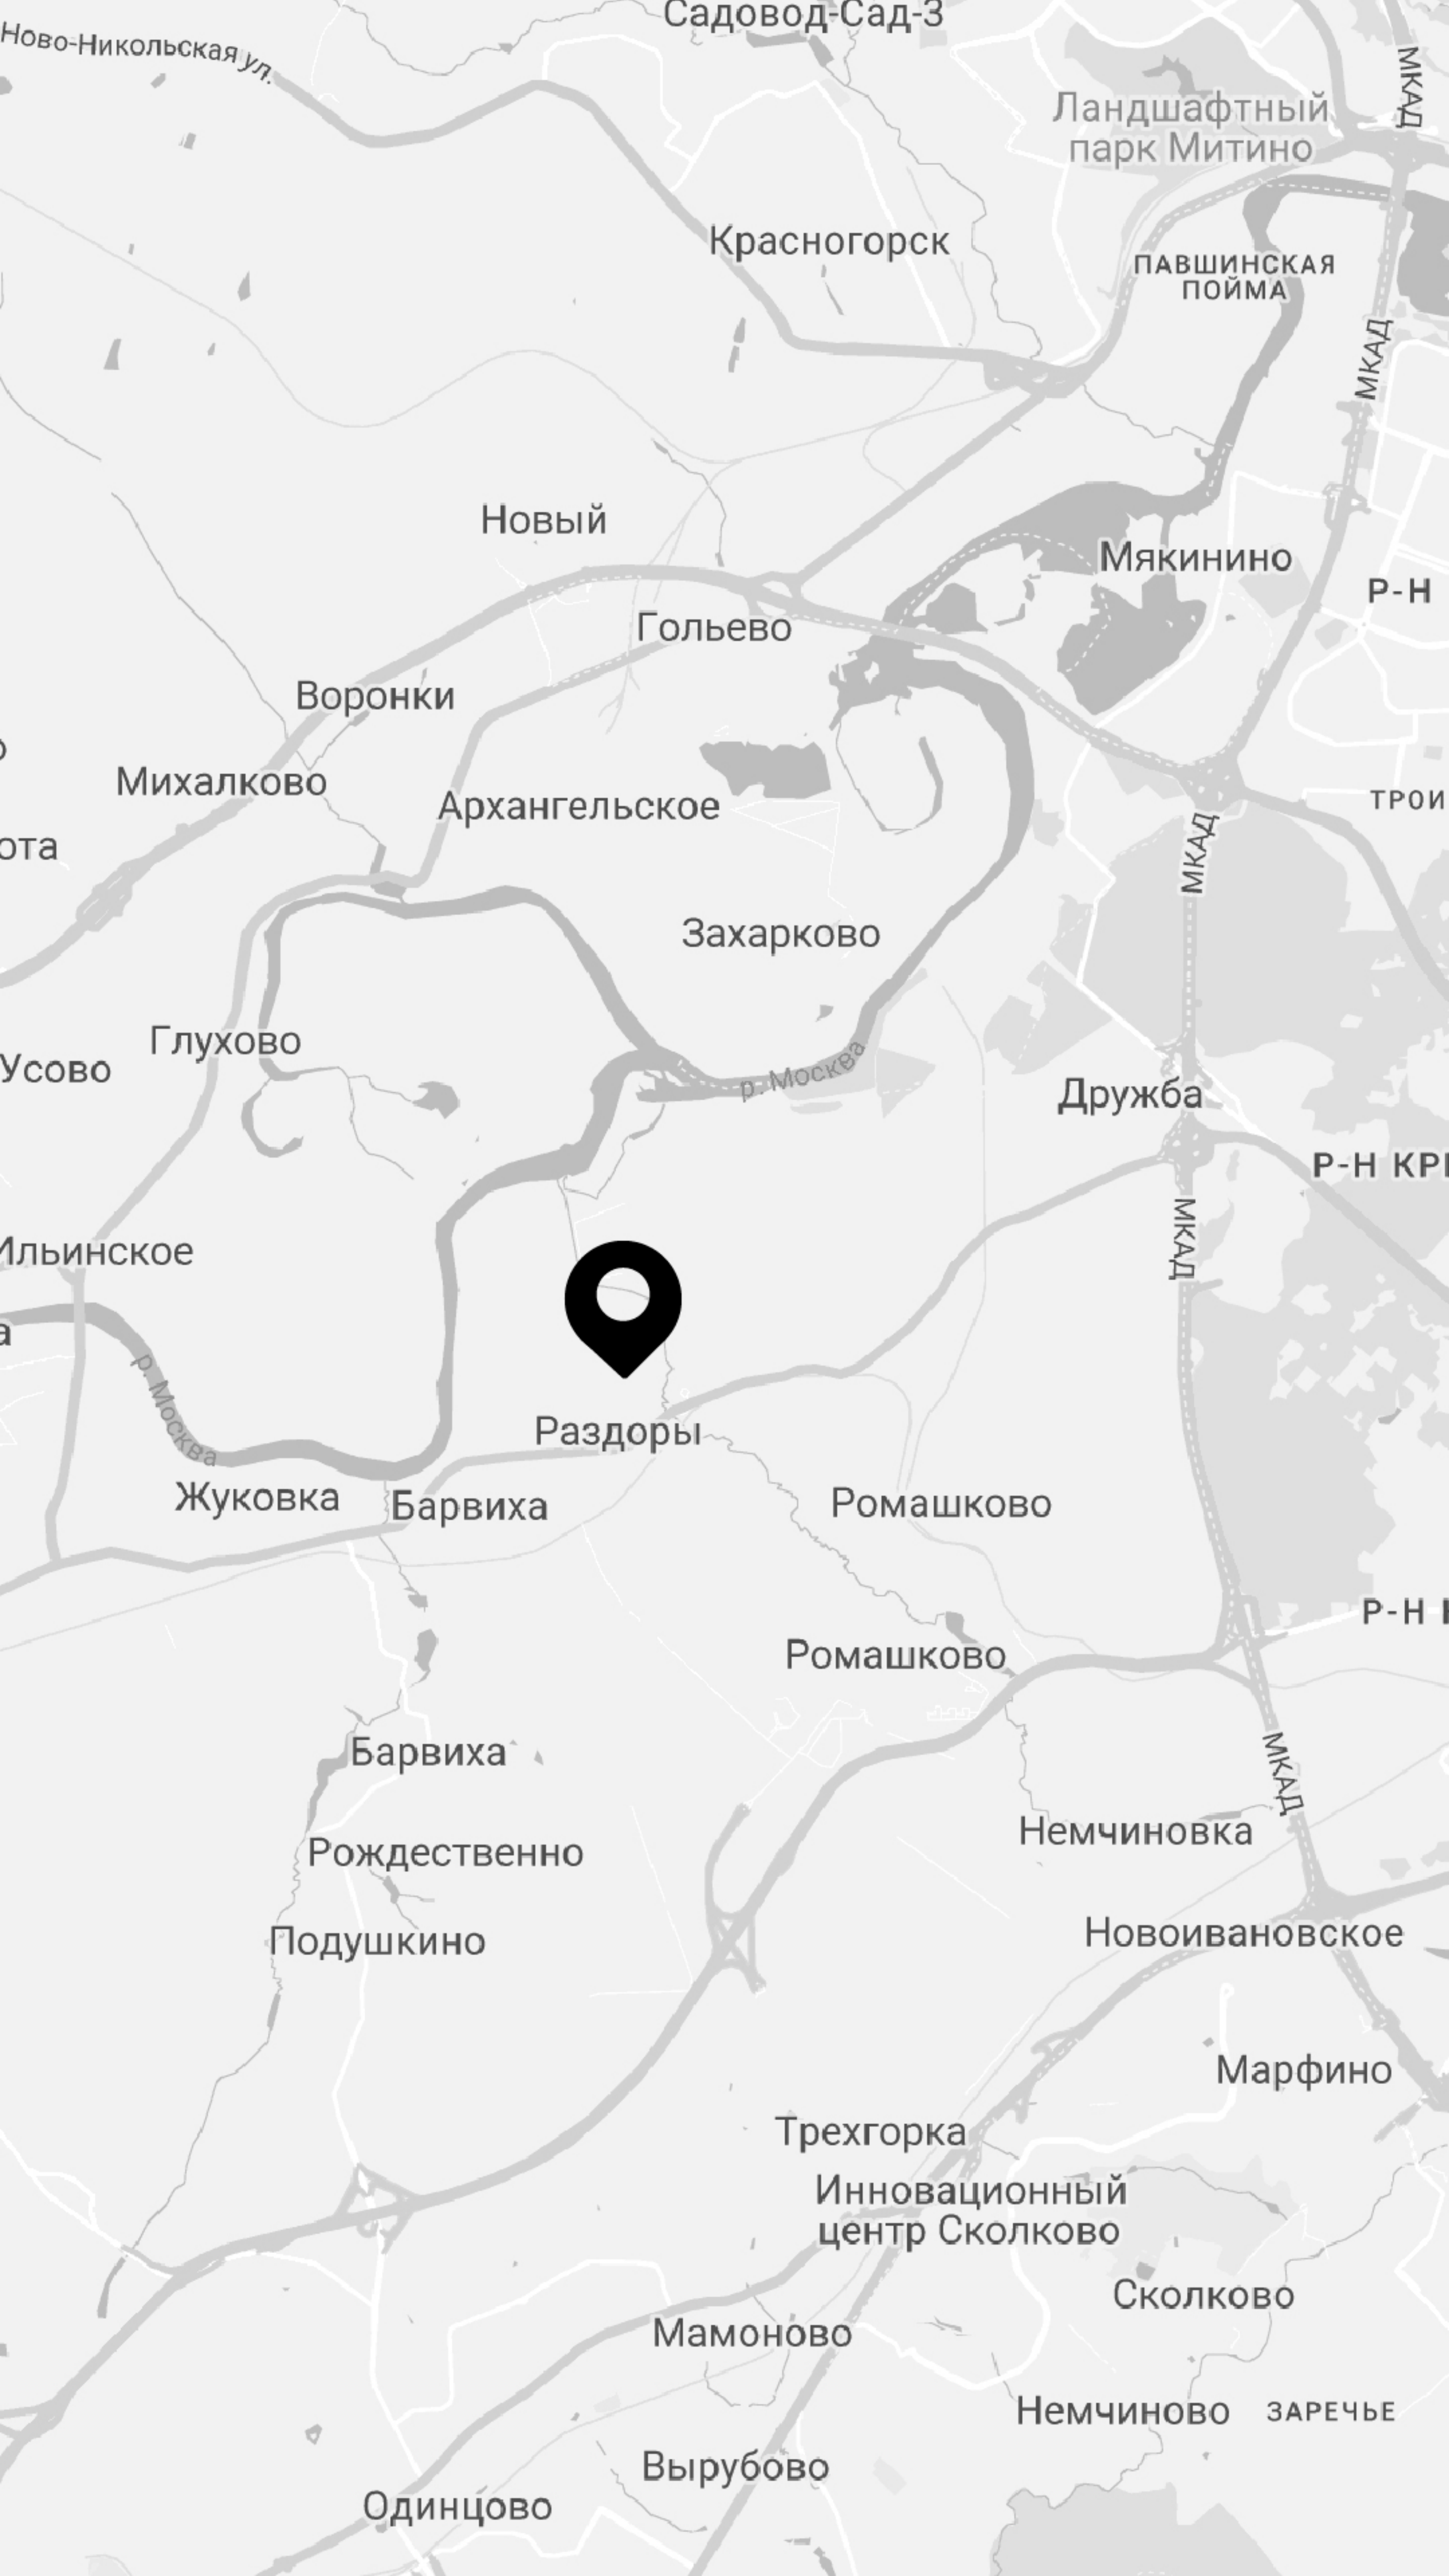 Садовод-Сад-3
Ново-Никольская ул.
МКАД
Ландшафтный
парк Митино
Красногорск
ПАВШИНСКАЯ
ПОЙМА
МКАД
Новый
Мякинино
Р-Н
Гольево
Воронки
Михалково
ТРОИ
Архангельское
ота
МКАД
Захарково
Глухово
Усово
р. Москва
Дружба
Р-Н КРЫ
МКАД
Ильинское
а
р. Москва
Раздоры
Жуковка
Барвиха
Ромашково
Р-Н
Ромашково
Барвиха
МКАД
Немчиновка
Рождественно
Новоивановское
Подушкино
Марфино
Трехгорка
Инновационный
центр Сколково
Сколково
Мамоново
Немчиново
ЗАРЕЧЬЕ
Вырубово
Одинцово